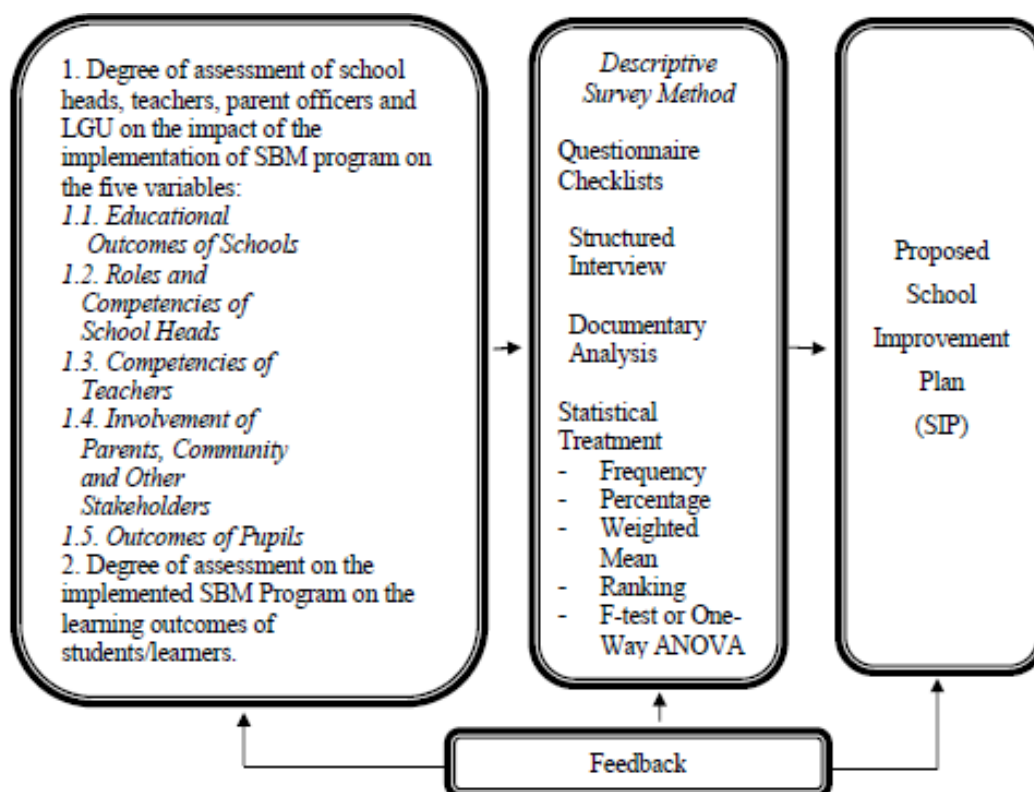 1. Degree of assessment of school
heads, teachers, parent officers and
LGU on the impact of the
implementation of SBM program on
the five variables:
1.1. Educational
Outcomes of Schools
1.2. Roles and
Competencies of
School Heads
1.3. Competencies of
Teachers
1.4. Involvement of
Parents, Community
and Other
Stakeholders
1.5. Outcomes of Pupils
2. Degree of assessment on the
implemented SBM Program on the
learning outcomes of
students/learners.
Descriptive
Survey Method
Questionnaire
Checklists
Structured
Interview
Documentary
Analysis
Statistical
Treatment
- Frequency
- Percentage
- Weighted
Mean
- Ranking
- F-test or One-
Way ANOVA
Proposed
School
Improvement
Plan
(SIP)
Feedback